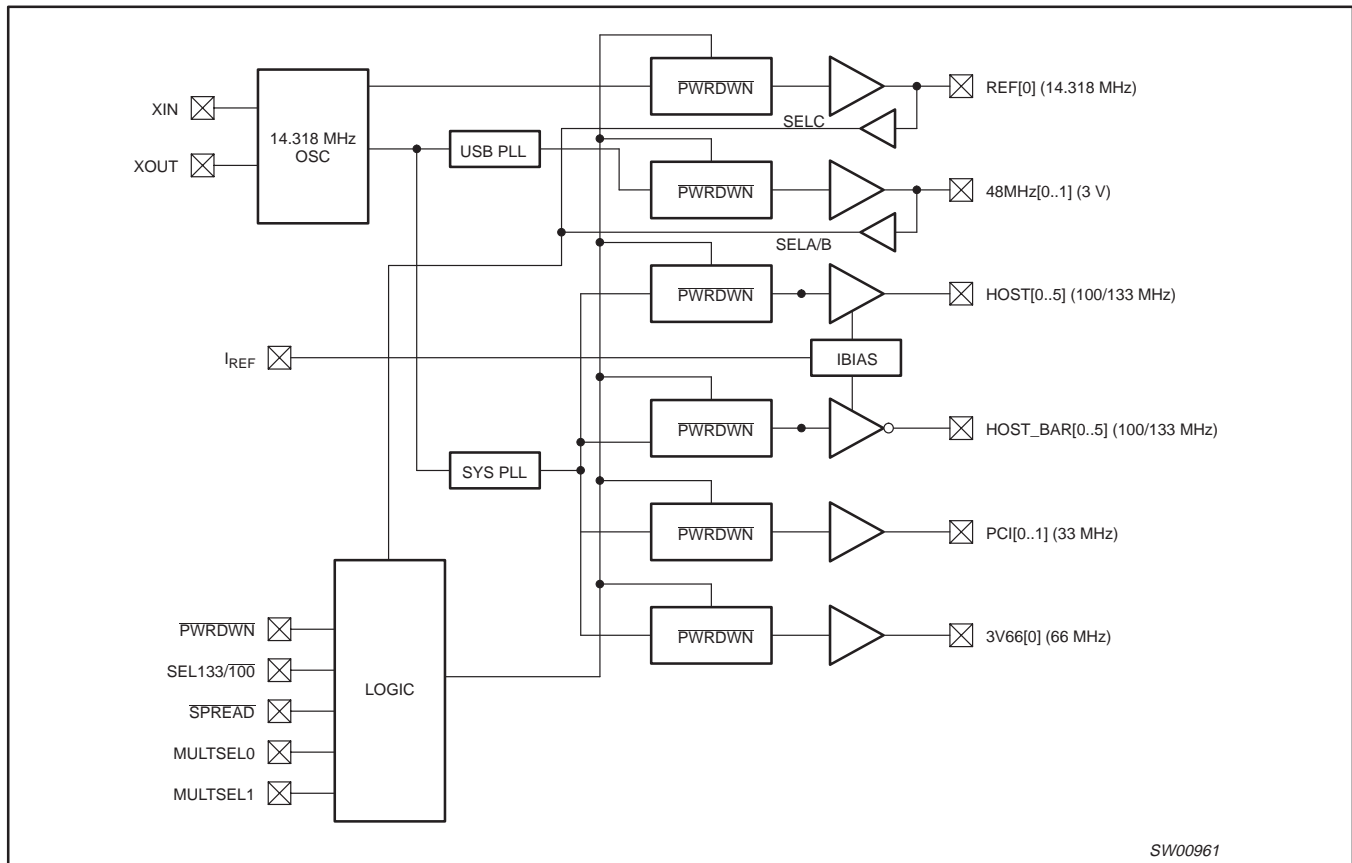 PWRDWN
REF[0] (14.318 MHz)
XIN
14.318 MHz
OSC
SELC
USB PLL
XOUT
PWRDWN
48MHz[0..1] (3 V)
SELA/B
PWRDWN
HOST[0..5] (100/133 MHz)
IREF
IBIAS
PWRDWN
HOST_BAR[0..5] (100/133 MHz)
SYS PLL
PWRDWN
PCI[0..1] (33 MHz)
PWRDWN
3V66[0] (66 MHz)
PWRDWN
SEL133/100
LOGIC
SPREAD
MULTSEL0
MULTSEL1
SW00961